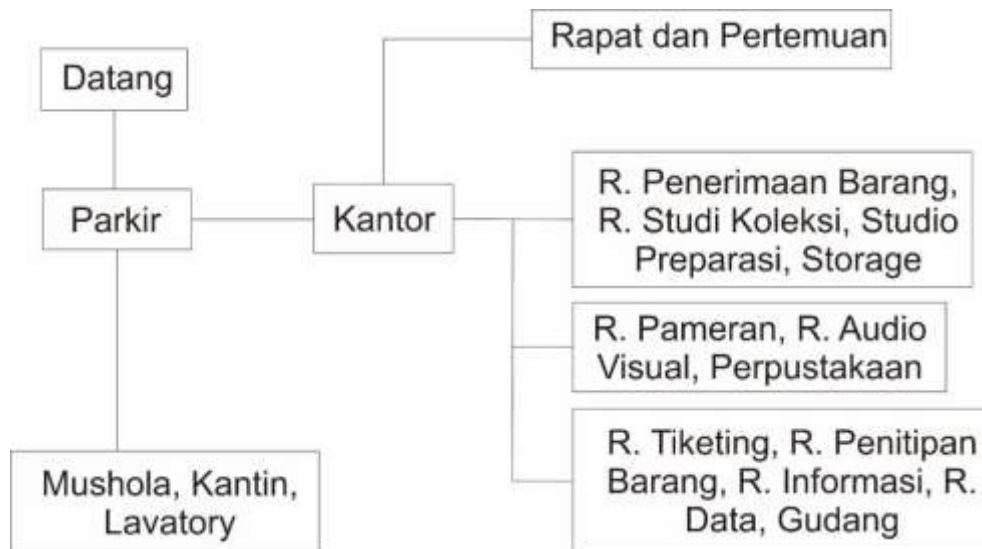 Rapat dan Pertemuan
Datang
Parkir
Kantor
R. Penerimaan Barang,
R. Studi Koleksi, Studio
Preparasi, Storage
R. Pameran, R. Audio
Visual, Perpustakaan
R. Tiketing, R. Penitipan
Barang, R. Informasi, R.
Data, Gudang
Mushola, Kantin,
Lavatory